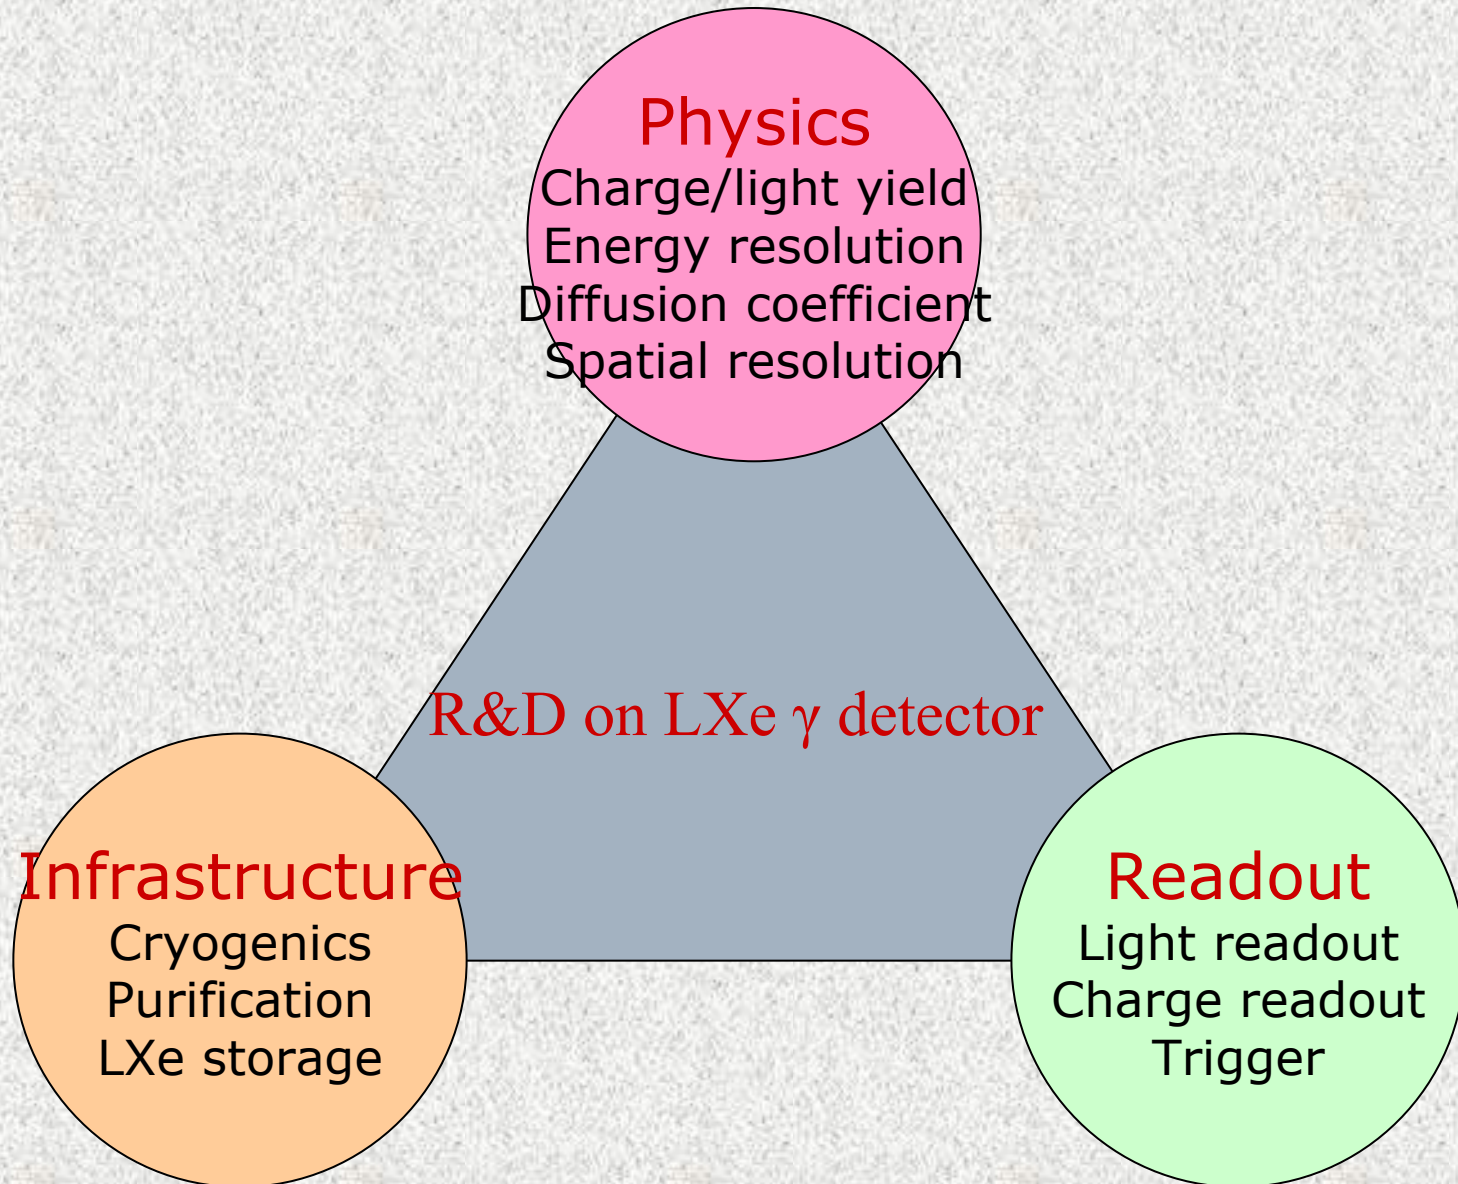 Physics
Charge/light yield
Energy resolution
Diffusion coefficient
Spatial resolution
R&D on LXe γ detector
Infrastructure
Cryogenics
Purification
LXe storage
Readout
Light readout
Charge readout
Trigger